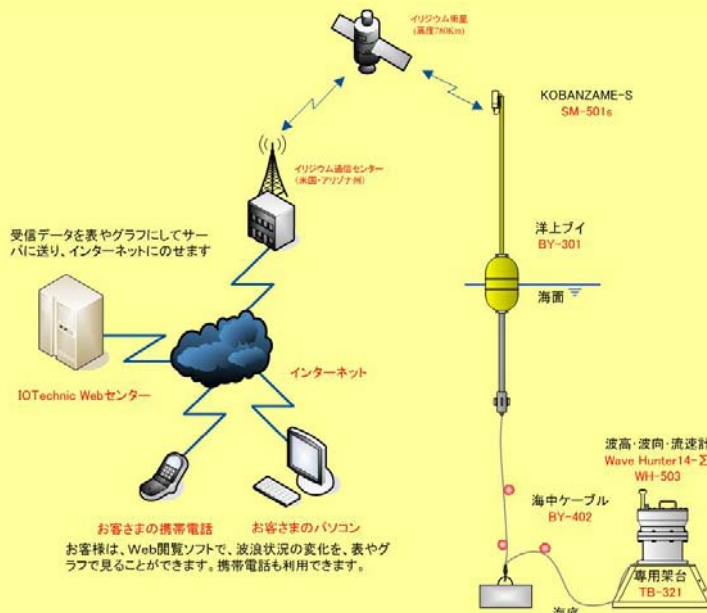 イリジウム衛星
(高度780Km)
KOBANZAME-S
SM-501s
イリジウム通信センター
(米国・アリゾナ州)
受信データを表やグラフにしてサー
バに送り、インターネットにのせます
洋上ブイ
BY-301
海面
インターネット
IOTechnic Webセンター
波高・波向・流速計
Wave Hunter14-Σ
WH-503
海中ケーブル
BY-402
お客さまの携帯電話
お客さまのパソコン
お客様は、Web閲覧ソフトで、波浪状況の変化を、表やグ
ラフで見ることができます。携帯電話も利用できます。
専用架台
TB-321
海底